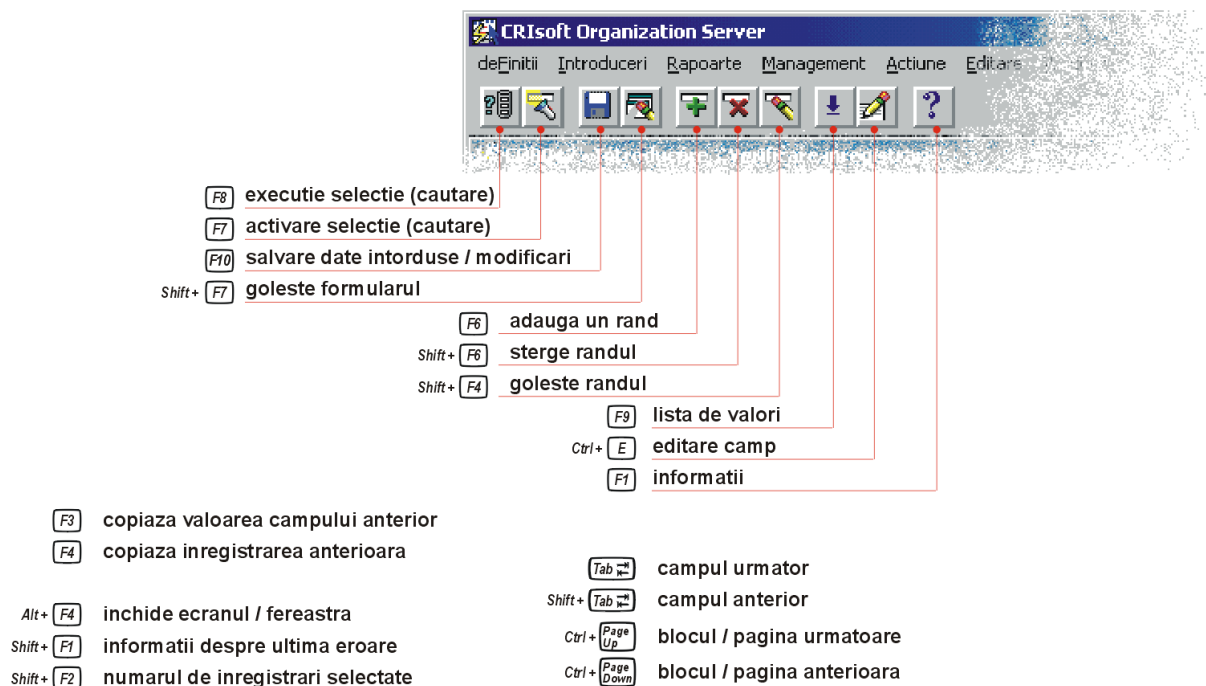 CRIsoft Organization Server
deFinitii Introduceri Rapoarte Management Actiune Editare
F8 executie selectie (cautare)
F7 activare selectie (cautare)
F10 salvare date intorduse / modificari
Shift+ F7 goleste formularul
F6 adauga un rand
Shift+ F6 sterge randul
Shift+ F4 goleste randul
F9 lista de valori
Ctrl+ E editare camp
F1 informatii
F3 copiaza valoarea campului anterior
F4 copiaza inregistrarea anterioara
Tab campul urmator
Shift+ Tab campul anterior
Alt+ F4 inchide ecranul / fereastra
Ctrl+ Page Up blocul / pagina urmatoare
Shift+ F1 informatii despre ultima eroare
Ctrl+ Page Down blocul / pagina anterioara
Shift+ F2 numarul de inregistrari selectate